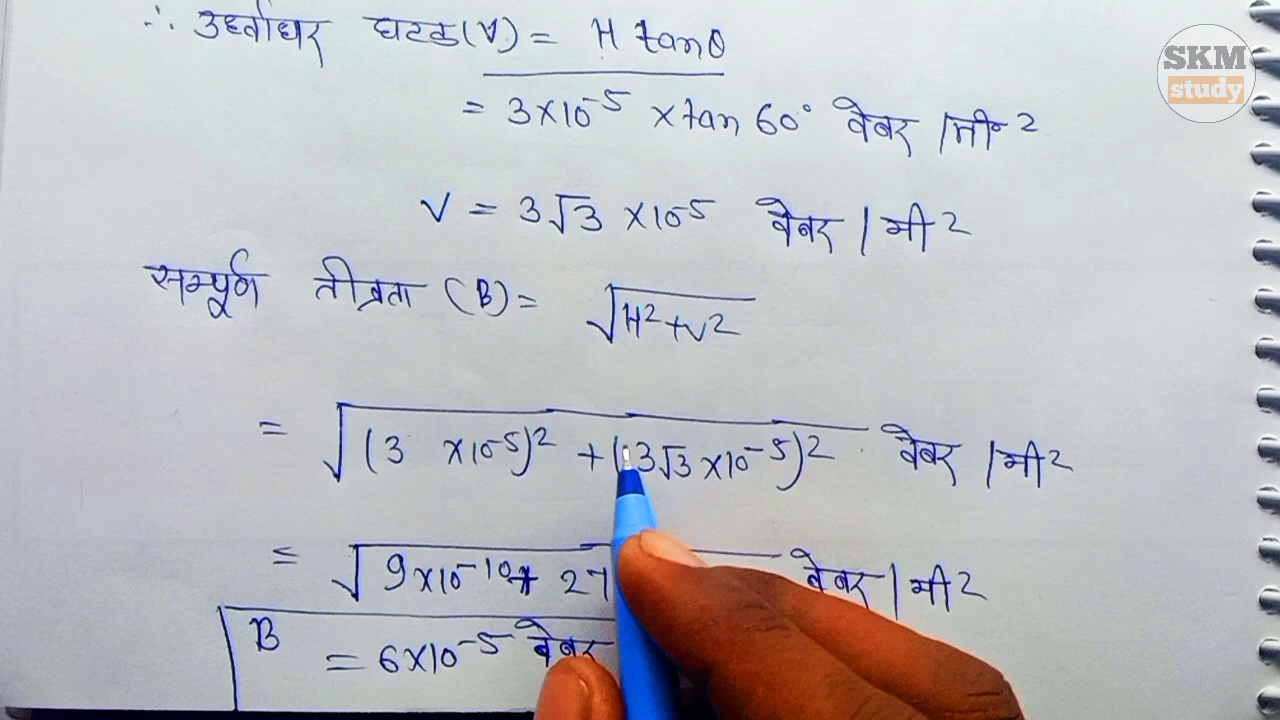 ∴ उर्ध्वाधर घटक (V) = H tanθ
SKM
study
= 3×10⁻⁵ × tan 60° वेबर / मी० ²
V = 3√3 ×10⁻⁵ वेबर / मी ²
सम्पूर्ण तीव्रता (B) = √H²+V²
= √(3 ×10⁻⁵)² + (3√3 ×10⁻⁵)² वेबर / मी ²
= √9×10⁻¹⁰ + 27 वेबर / मी ²
B = 6×10⁻⁵ वेबर